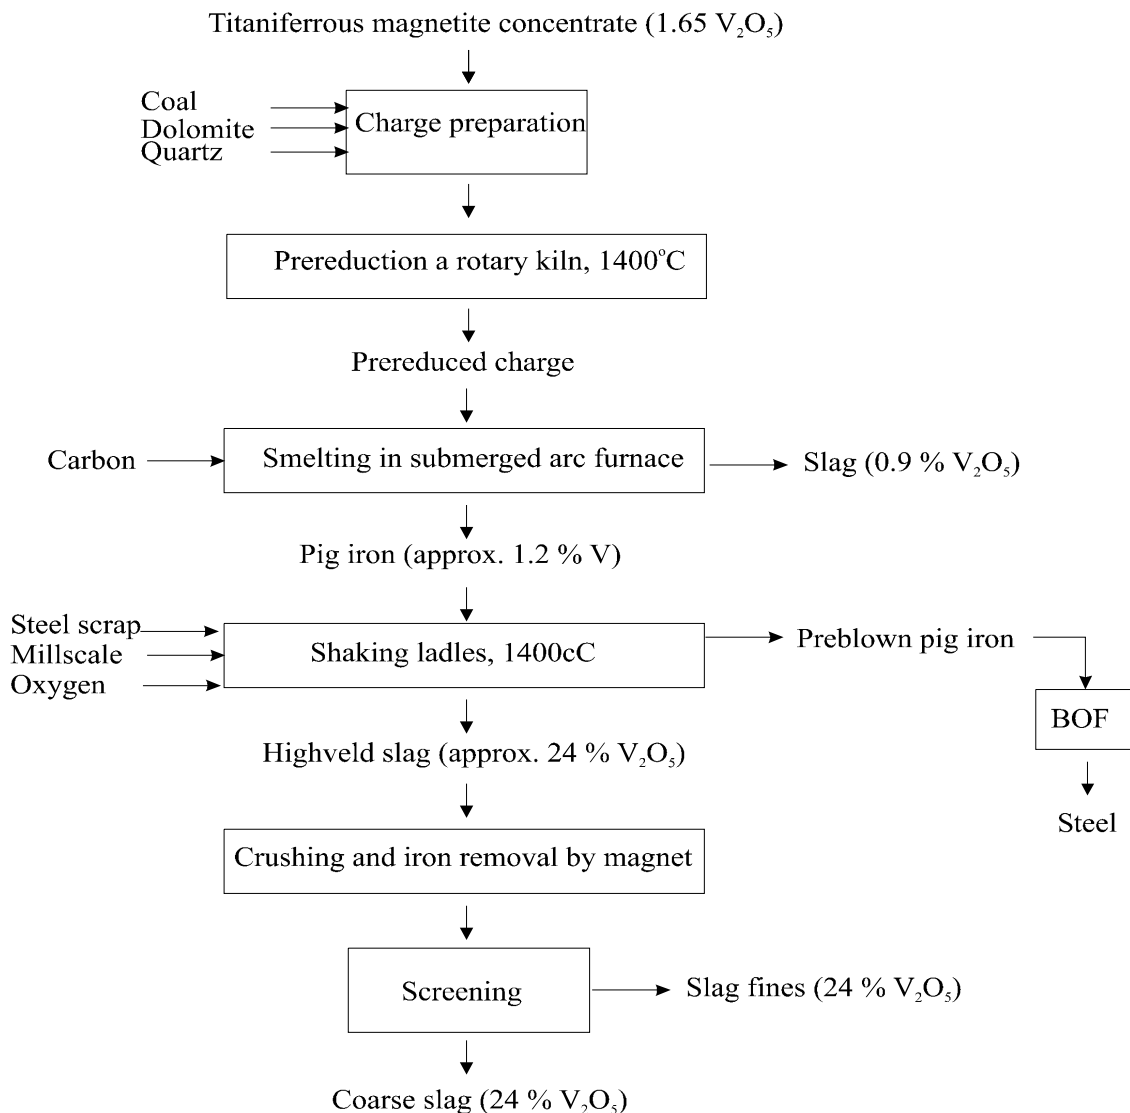 Titaniferrous magnetite concentrate (1.65 V₂O₅)
Coal
Dolomite
Quartz
Charge preparation
Prereduction a rotary kiln, 1400°C
Prereduced charge
Carbon
Smelting in submerged arc furnace
Slag (0.9 % V₂O₅)
Pig iron (approx. 1.2 % V)
Steel scrap
Millscale
Oxygen
Shaking ladles, 1400cC
Preblown pig iron
BOF
Steel
Highveld slag (approx. 24 % V₂O₅)
Crushing and iron removal by magnet
Screening
Slag fines (24 % V₂O₅)
Coarse slag (24 % V₂O₅)